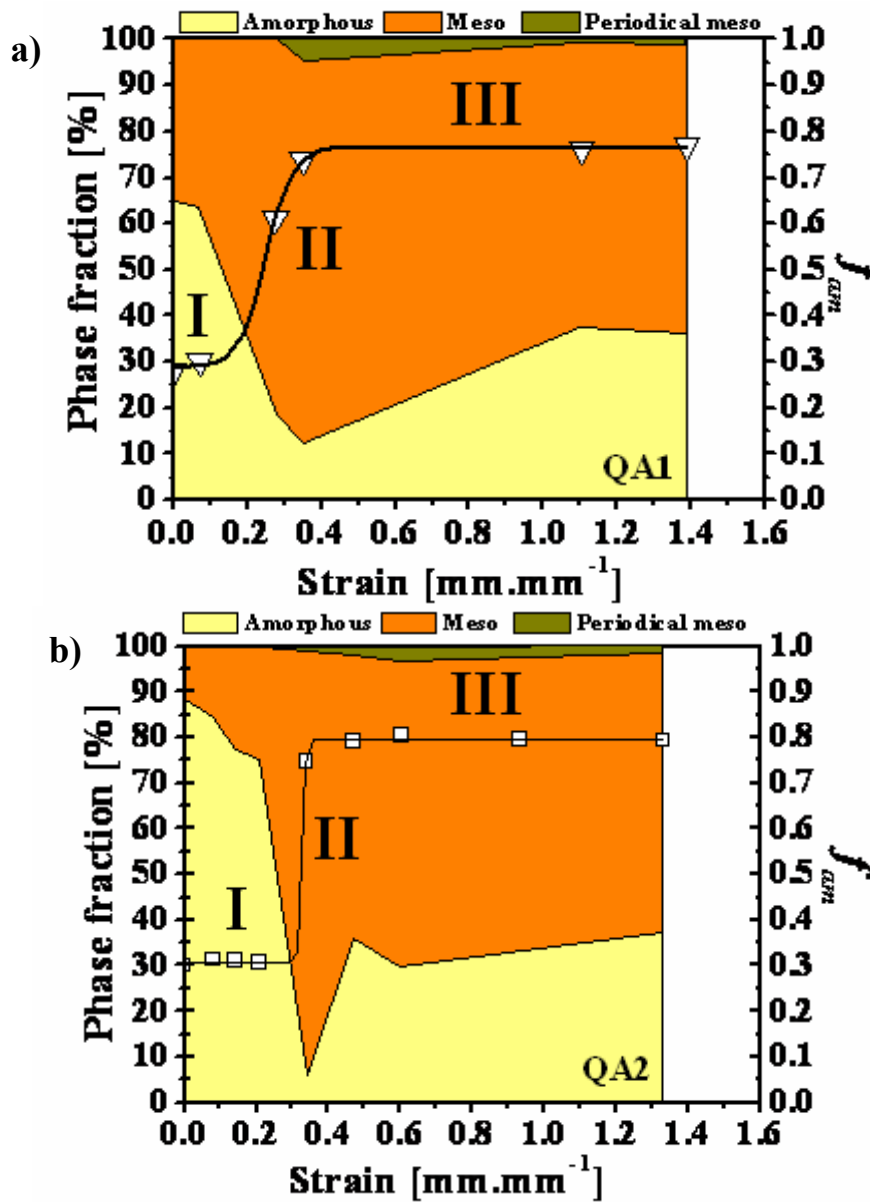 a)
Amorphous Meso Periodical meso
100 1.0
90 0.9
80 0.8
70 0.7
60 0.6
50 0.5
40 0.4
30 0.3
20 0.2
10 0.1
0 0.0
Phase fraction [%]
I
II
III
QA1
f am
0.0 0.2 0.4 0.6 0.8 1.0 1.2 1.4 1.6
Strain [mm.mm⁻¹]
b)
Amorphous Meso Periodical meso
100 1.0
90 0.9
80 0.8
70 0.7
60 0.6
50 0.5
40 0.4
30 0.3
20 0.2
10 0.1
0 0.0
Phase fraction [%]
I
II
III
QA2
f am
0.0 0.2 0.4 0.6 0.8 1.0 1.2 1.4 1.6
Strain [mm.mm⁻¹]